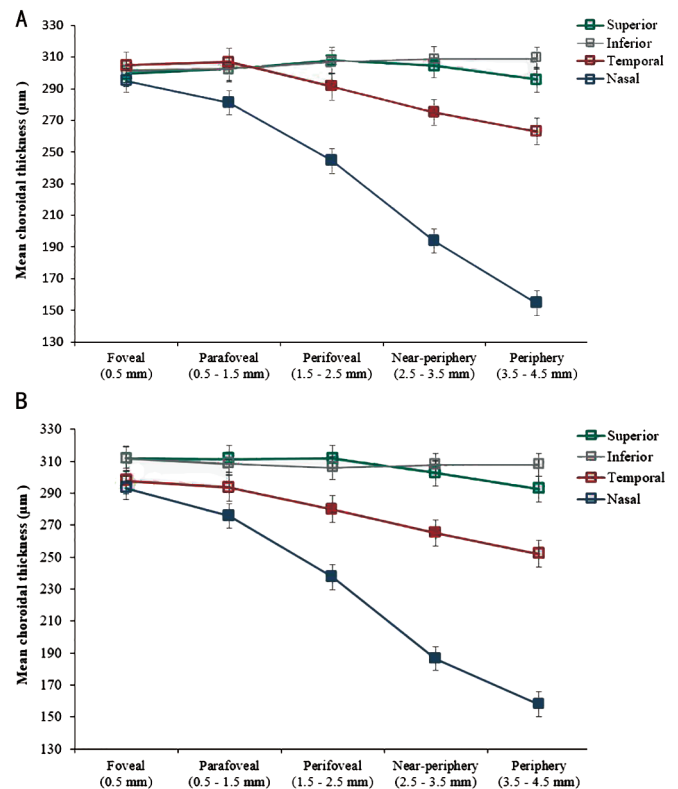 A
Mean choroidal thickness (µm )
330
310
290
270
250
230
210
190
170
150
130
Foveal
(0.5 mm)
Parafoveal
(0.5 - 1.5 mm)
Perifoveal
(1.5 - 2.5 mm)
Near-periphery
(2.5 - 3.5 mm)
Periphery
(3.5 - 4.5 mm)
Superior
Inferior
Temporal
Nasal
B
Mean choroidal thickness (µm )
330
310
290
270
250
230
210
190
170
150
130
Foveal
(0.5 mm)
Parafoveal
(0.5 - 1.5 mm)
Perifoveal
(1.5 - 2.5 mm)
Near-periphery
(2.5 - 3.5 mm)
Periphery
(3.5 - 4.5 mm)
Superior
Inferior
Temporal
Nasal